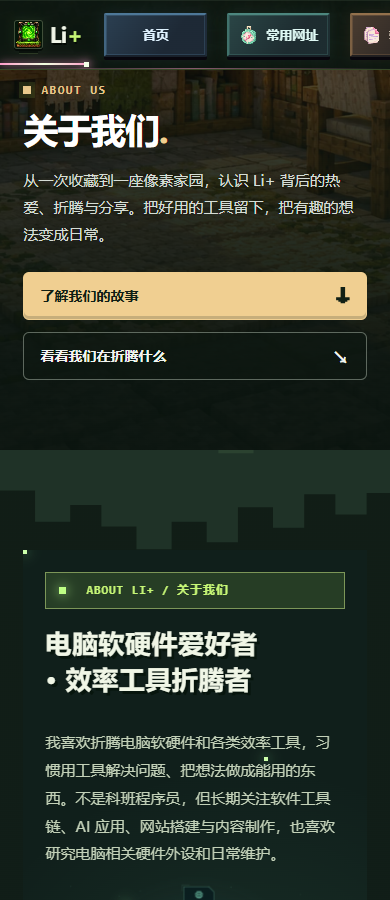 Li+
首页
常用网址
ABOUT US
关于我们.
从一次收藏到一座像素家园，认识 Li+ 背后的热
爱、折腾与分享。把好用的工具留下，把有趣的想
法变成日常。
了解我们的故事
看看我们在折腾什么
ABOUT LI+ / 关于我们
电脑软硬件爱好者
· 效率工具折腾者
我喜欢折腾电脑软硬件和各类效率工具，习
惯用工具解决问题、把想法做成能用的东
西。不是科班程序员，但长期关注软件工具
链、AI 应用、网站搭建与内容制作，也喜欢
研究电脑相关硬件外设和日常维护。